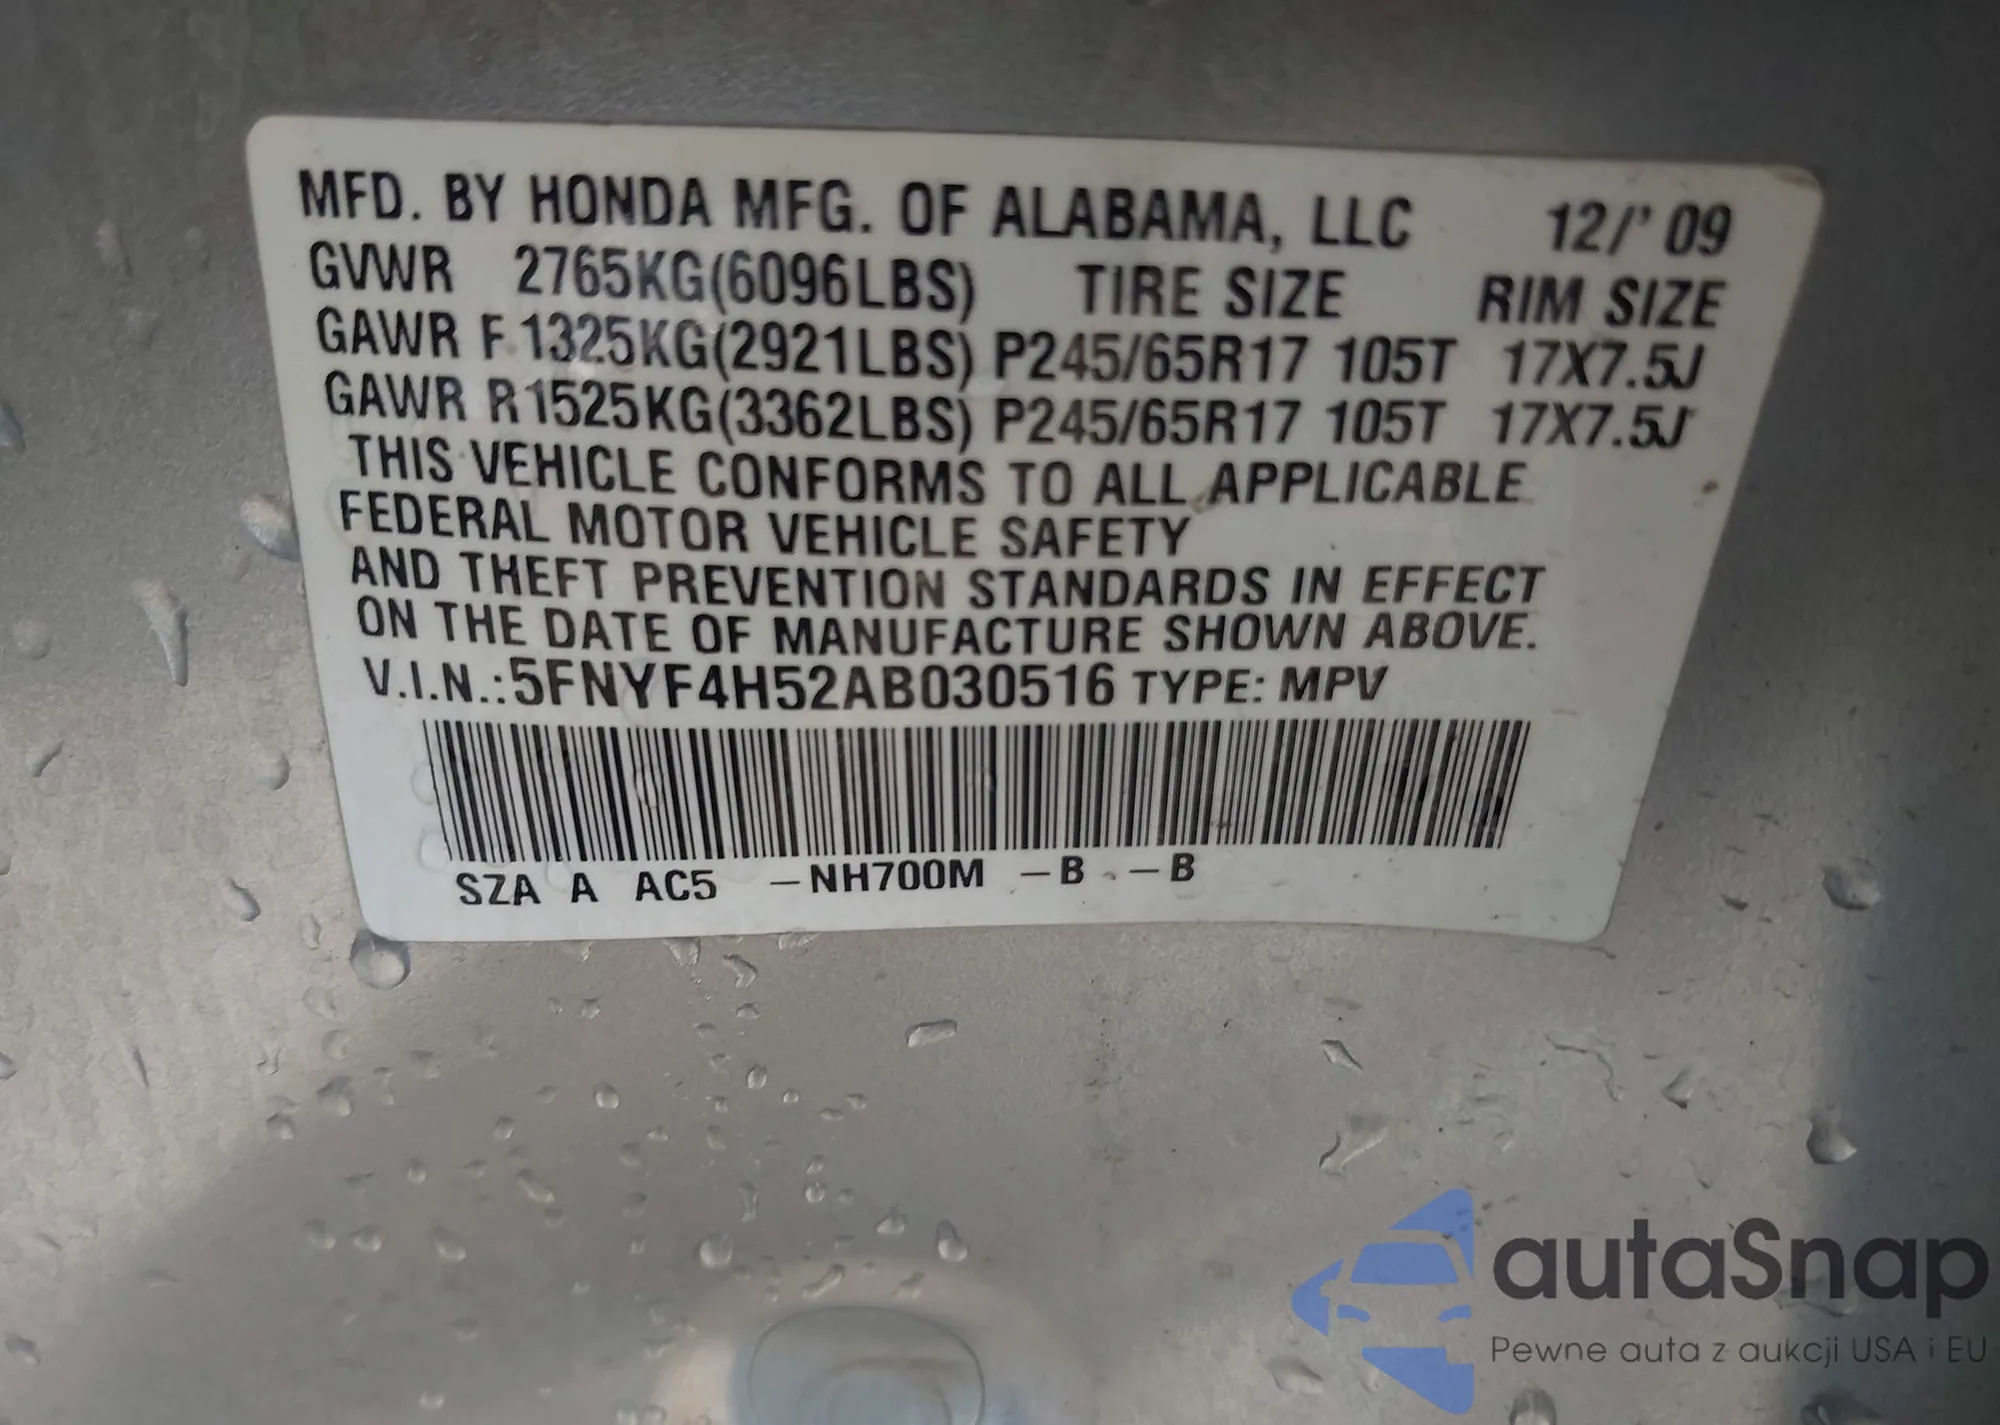 MFD. BY HONDA MFG. OF ALABAMA, LLC 12/'09
GVWR 2765KG(6096LBS) TIRE SIZE RIM SIZE
GAWR F 1325KG(2921LBS) P245/65R17 105T 17X7.5J
GAWR R 1525KG(3362LBS) P245/65R17 105T 17X7.5J
THIS VEHICLE CONFORMS TO ALL APPLICABLE
FEDERAL MOTOR VEHICLE SAFETY
AND THEFT PREVENTION STANDARDS IN EFFECT
ON THE DATE OF MANUFACTURE SHOWN ABOVE.
V.I.N.:5FNYF4H52AB030516 TYPE: MPV
SZA A AC5 –NH700M –B –B
autaSnap
Pewne auta z aukcji USA i EU